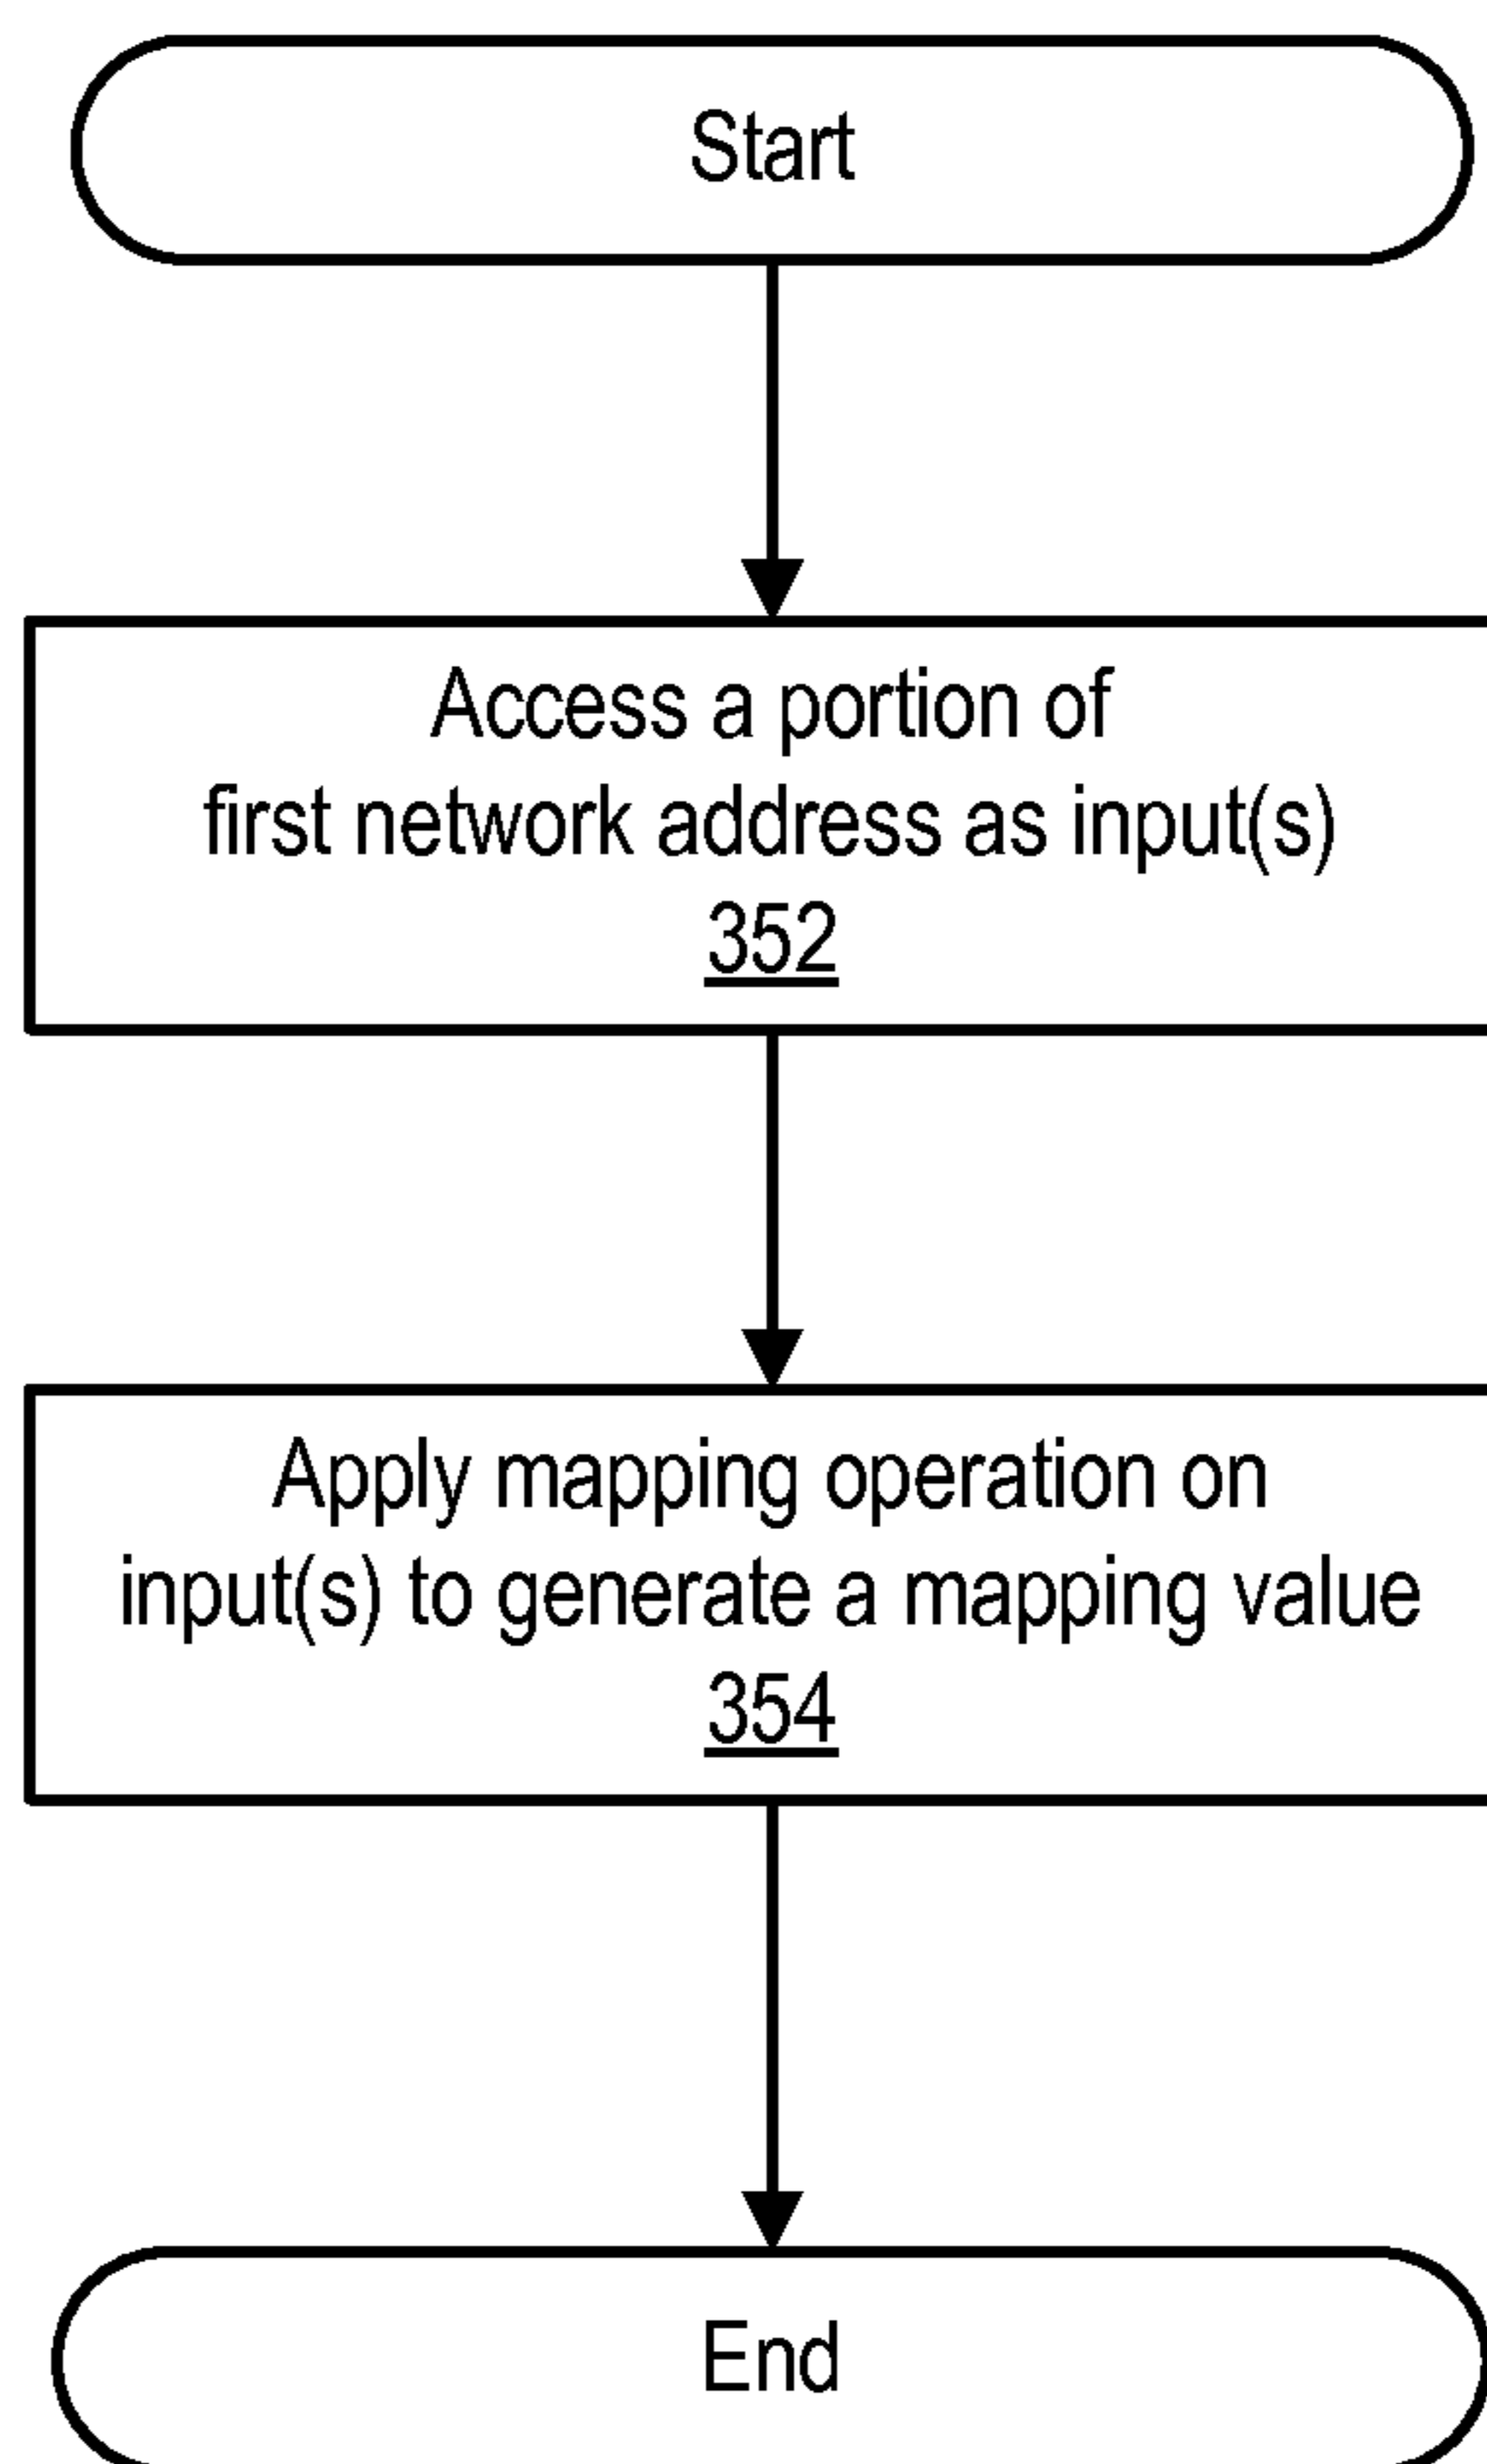 Start
Access a portion of
first network address as input(s)
352
Apply mapping operation on
input(s) to generate a mapping value
354
End